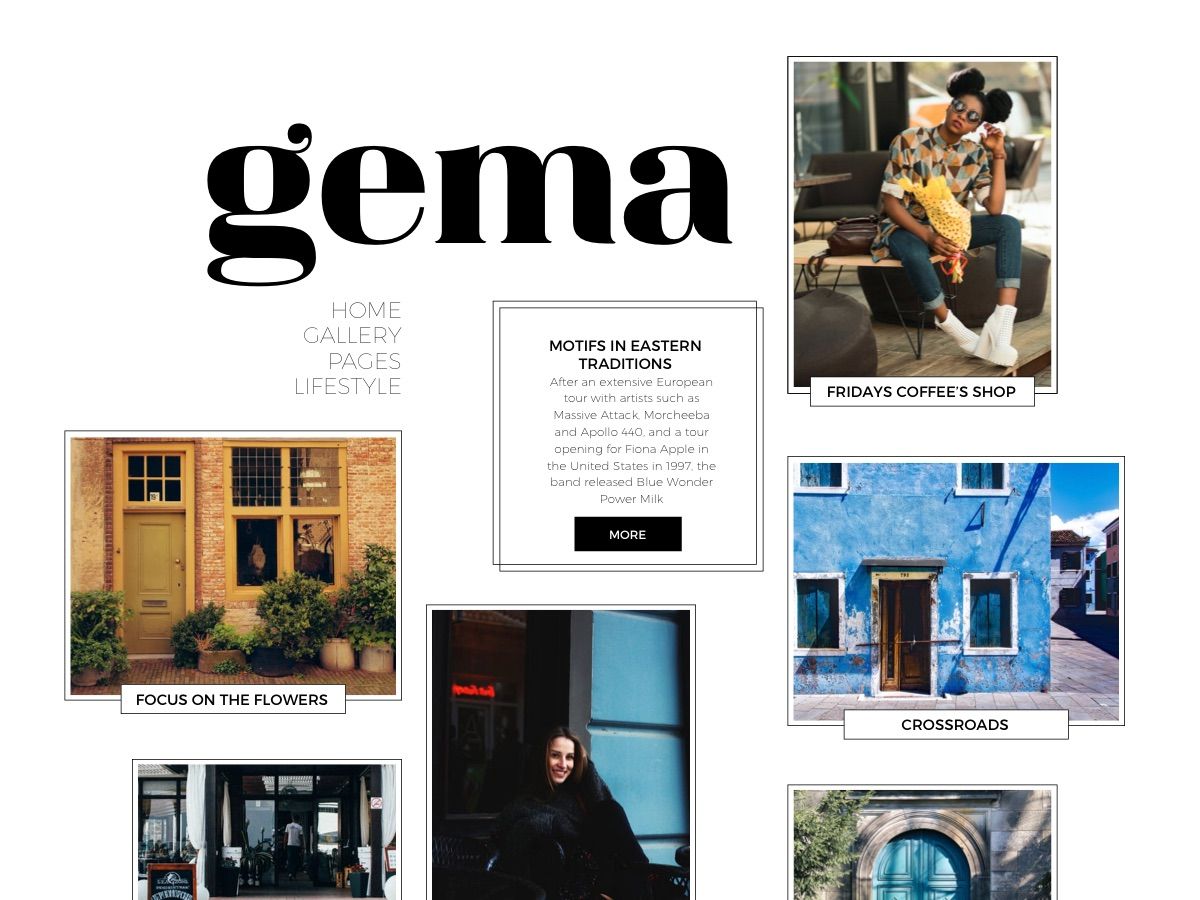 gema
HOME
GALLERY
PAGES
LIFESTYLE
MOTIFS IN EASTERN
TRADITIONS
After an extensive European
tour with artists such as
Massive Attack, Morcheeba
and Apollo 440, and a tour
opening for Fiona Apple in
the United States in 1997, the
band released Blue Wonder
Power Milk
MORE
FRIDAYS COFFEE'S SHOP
FOCUS ON THE FLOWERS
CROSSROADS